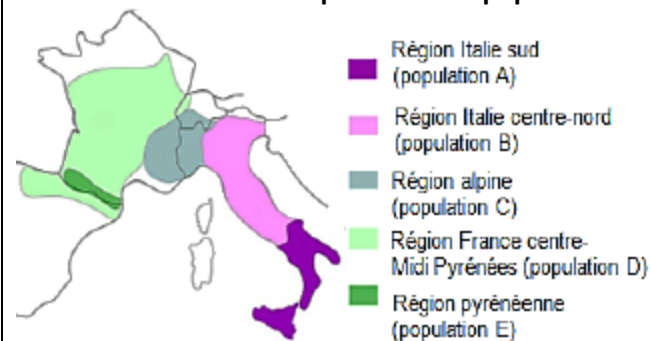 Région Italie sud
(population A)
Région Italie centre-nord
(population B)
Région alpine
(population C)
Région France centre-
Midi Pyrénées (population D)
Région pyrénéenne
(population E)